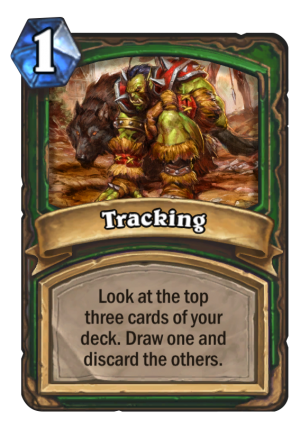 1
Tracking
Look at the top
three cards of your
deck. Draw one and
discard the others.